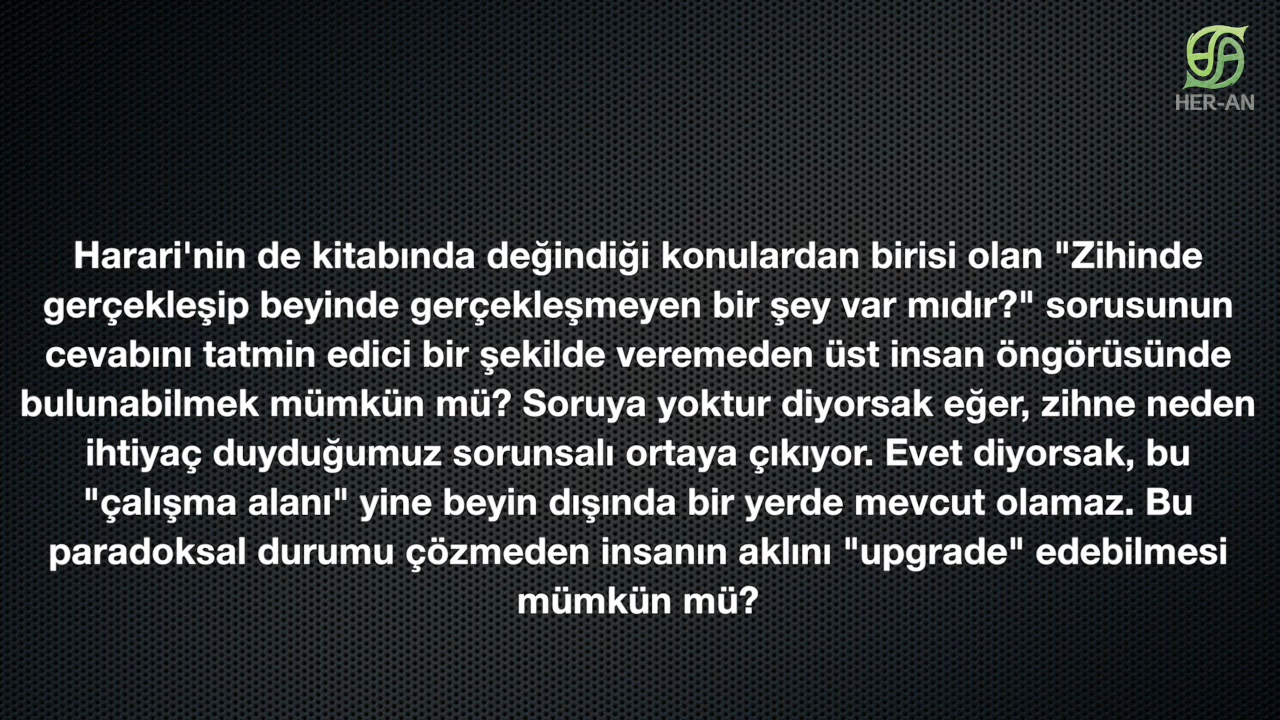 HER-AN
Harari'nin de kitabında değindiği konulardan birisi olan "Zihinde
gerçekleşip beyinde gerçekleşmeyen bir şey var mıdır?" sorusunun
cevabını tatmin edici bir şekilde veremeden üst insan öngörüsünde
bulunabilmek mümkün mü? Soruya yoktur diyorsak eğer, zihne neden
ihtiyaç duyduğumuz sorunsalı ortaya çıkıyor. Evet diyorsak, bu
"çalışma alanı" yine beyin dışında bir yerde mevcut olamaz. Bu
paradoksal durumu çözmeden insanın aklını "upgrade" edebilmesi
mümkün mü?